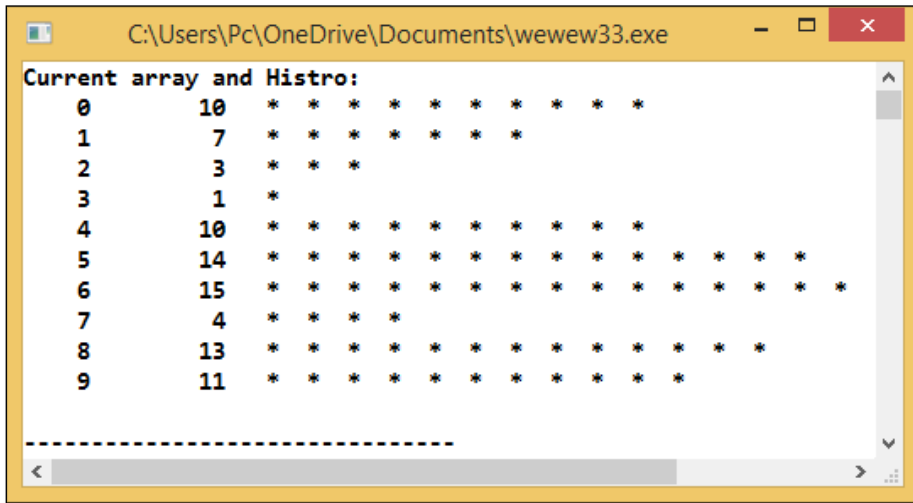 C:\Users\Pc\OneDrive\Documents\wewew33.exe
Current array and Histro:
0 10 * * * * * * * * * *
1 7 * * * * * * *
2 3 * * *
3 1 *
4 10 * * * * * * * * * *
5 14 * * * * * * * * * * * * * *
6 15 * * * * * * * * * * * * * * *
7 4 * * * *
8 13 * * * * * * * * * * * * *
9 11 * * * * * * * * * * *
--------------------------------